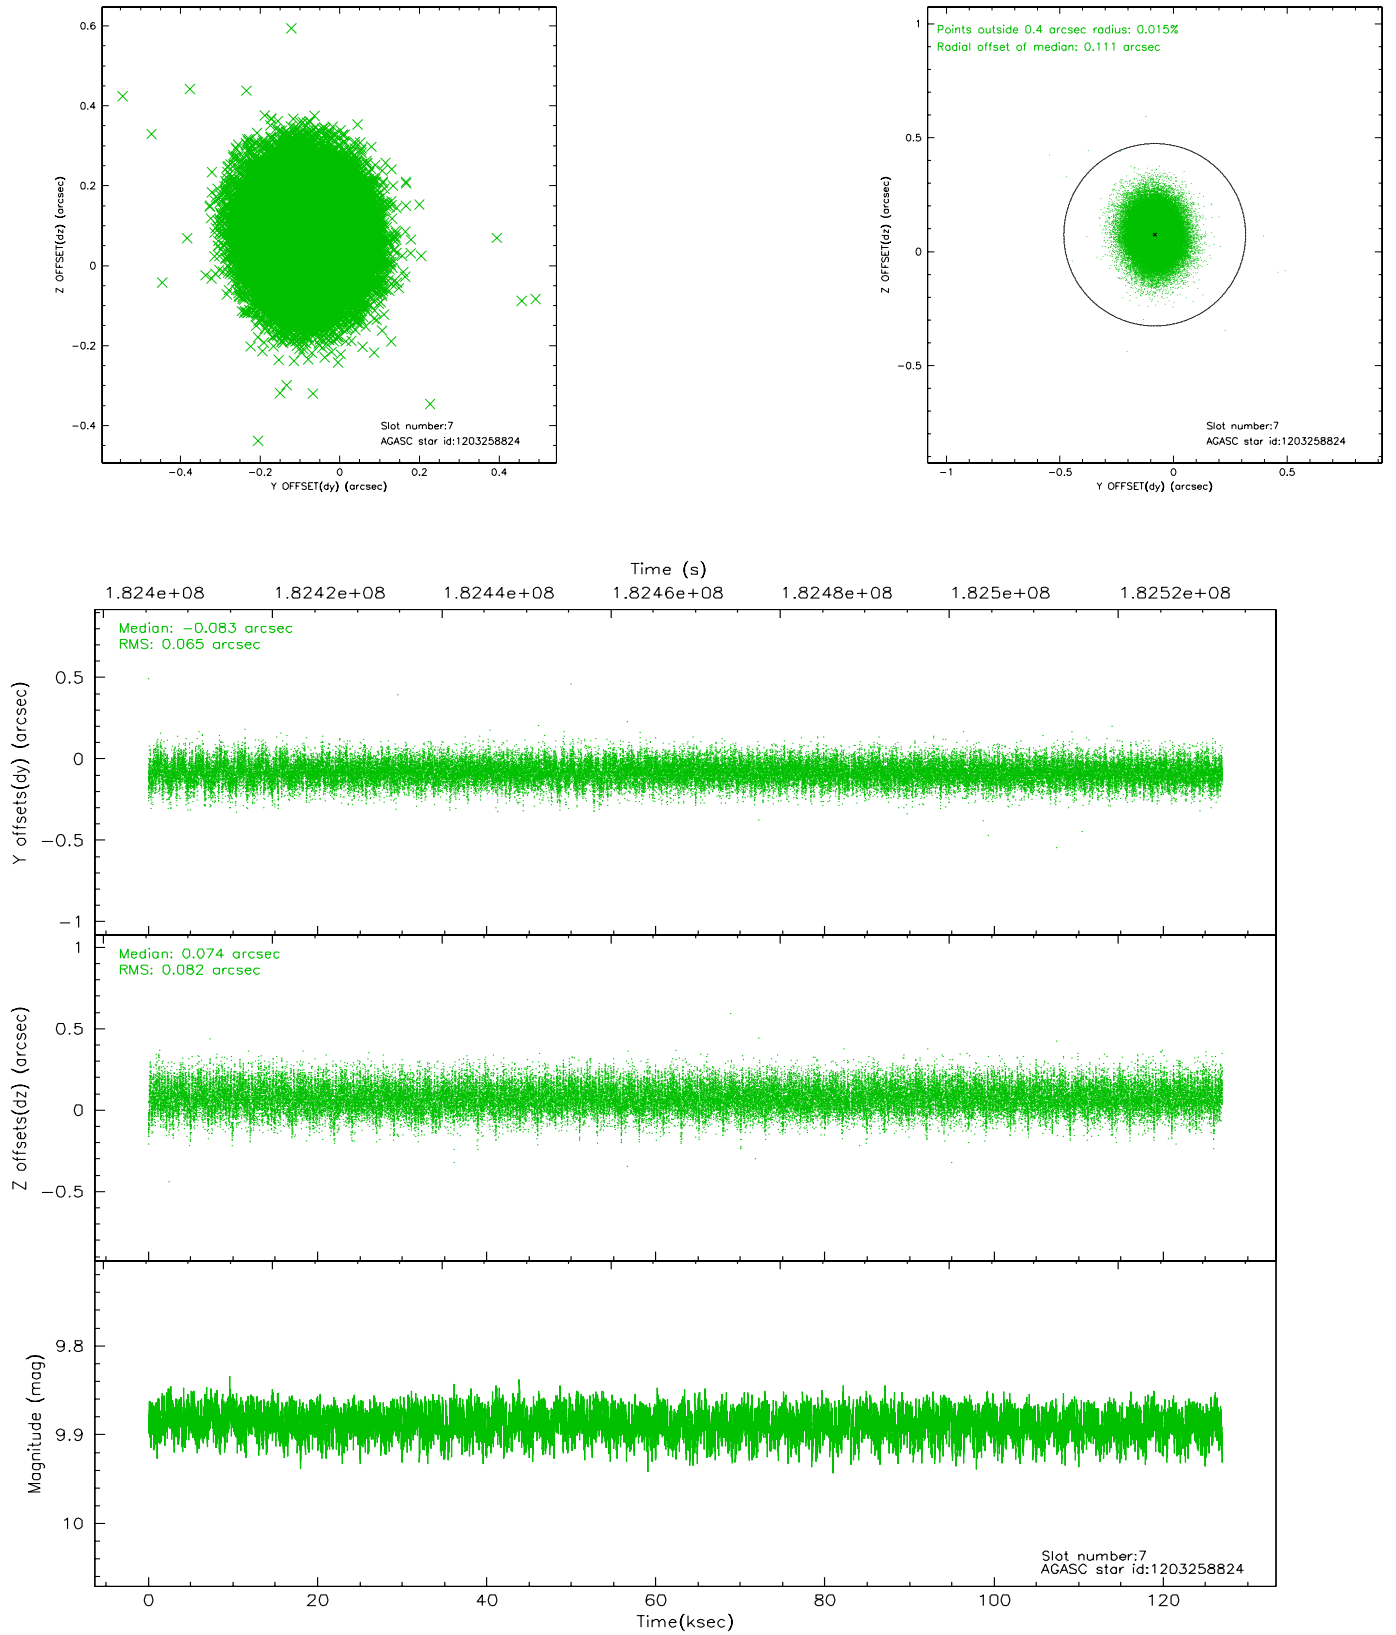 0.6
0.4
0.2
0
-0.2
-0.4
Z OFFSET(dz) (arcsec)
Slot number:7
AGASC star id:1203258824
-0.4 -0.2 0 0.2 0.4
Y OFFSET(dy) (arcsec)
Points outside 0.4 arcsec radius: 0.015%
Radial offset of median: 0.111 arcsec
1
0.5
0
-0.5
Z OFFSET(dz) (arcsec)
Slot number:7
AGASC star id:1203258824
-1 -0.5 0 0.5
Y OFFSET(dy) (arcsec)
Time (s)
1.824e+08 1.8242e+08 1.8244e+08 1.8246e+08 1.8248e+08 1.825e+08 1.8252e+08
Median: -0.083 arcsec
RMS: 0.065 arcsec
0.5
0
-0.5
-1
Y offsets(dy) (arcsec)
Median: 0.074 arcsec
RMS: 0.082 arcsec
1
0.5
0
-0.5
Z offsets(dz) (arcsec)
9.8
9.9
10
Magnitude (mag)
Slot number:7
AGASC star id:1203258824
0 20 40 60 80 100 120
Time(ksec)